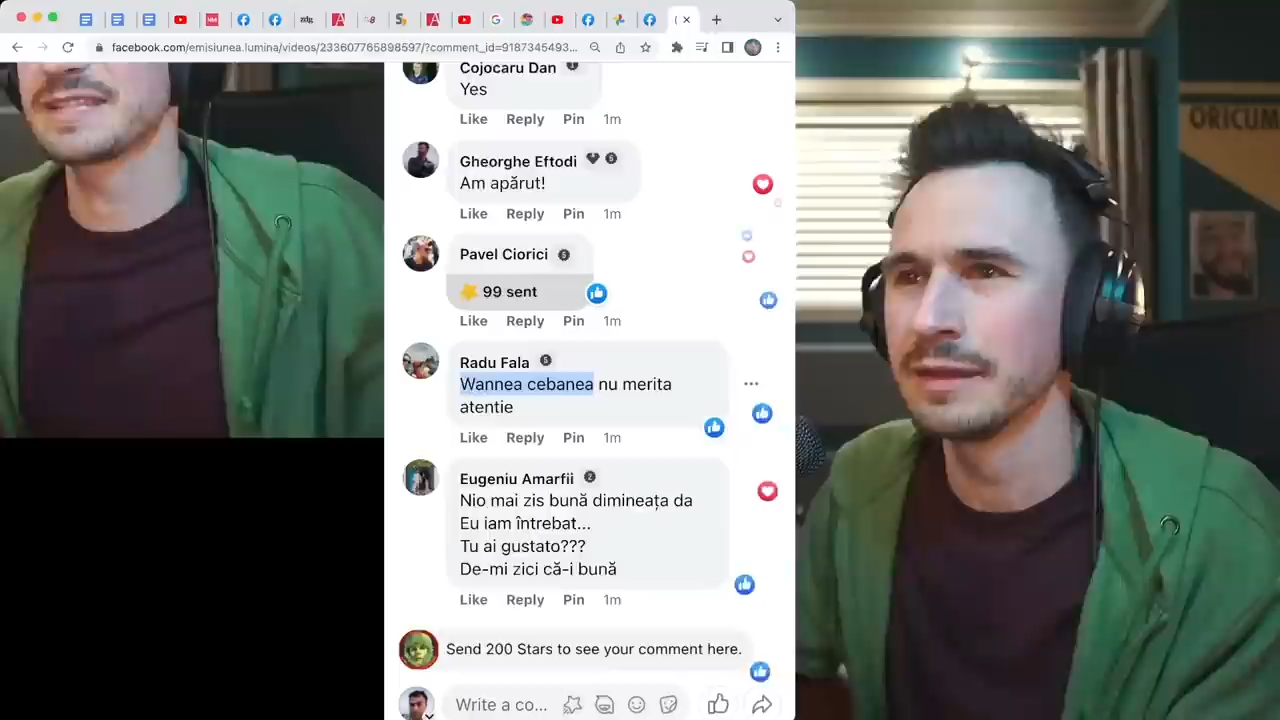 zdg
facebook.com/emisiunea.lumina/videos/233607765898597/?comment_id=9187345493...
ORICUM
Cojocaru Dan
Yes
Like Reply Pin 1m
Gheorghe Eftodi
Am apărut!
Like Reply Pin 1m
Pavel Ciorici
99 sent
Like Reply Pin 1m
Radu Fala
Wannea cebanea nu merita
atentie
Like Reply Pin 1m
Eugeniu Amarfii
Nio mai zis bună dimineața da
Eu iam întrebat...
Tu ai gustato???
De-mi zici că-i bună
Like Reply Pin 1m
Send 200 Stars to see your comment here.
Write a co...